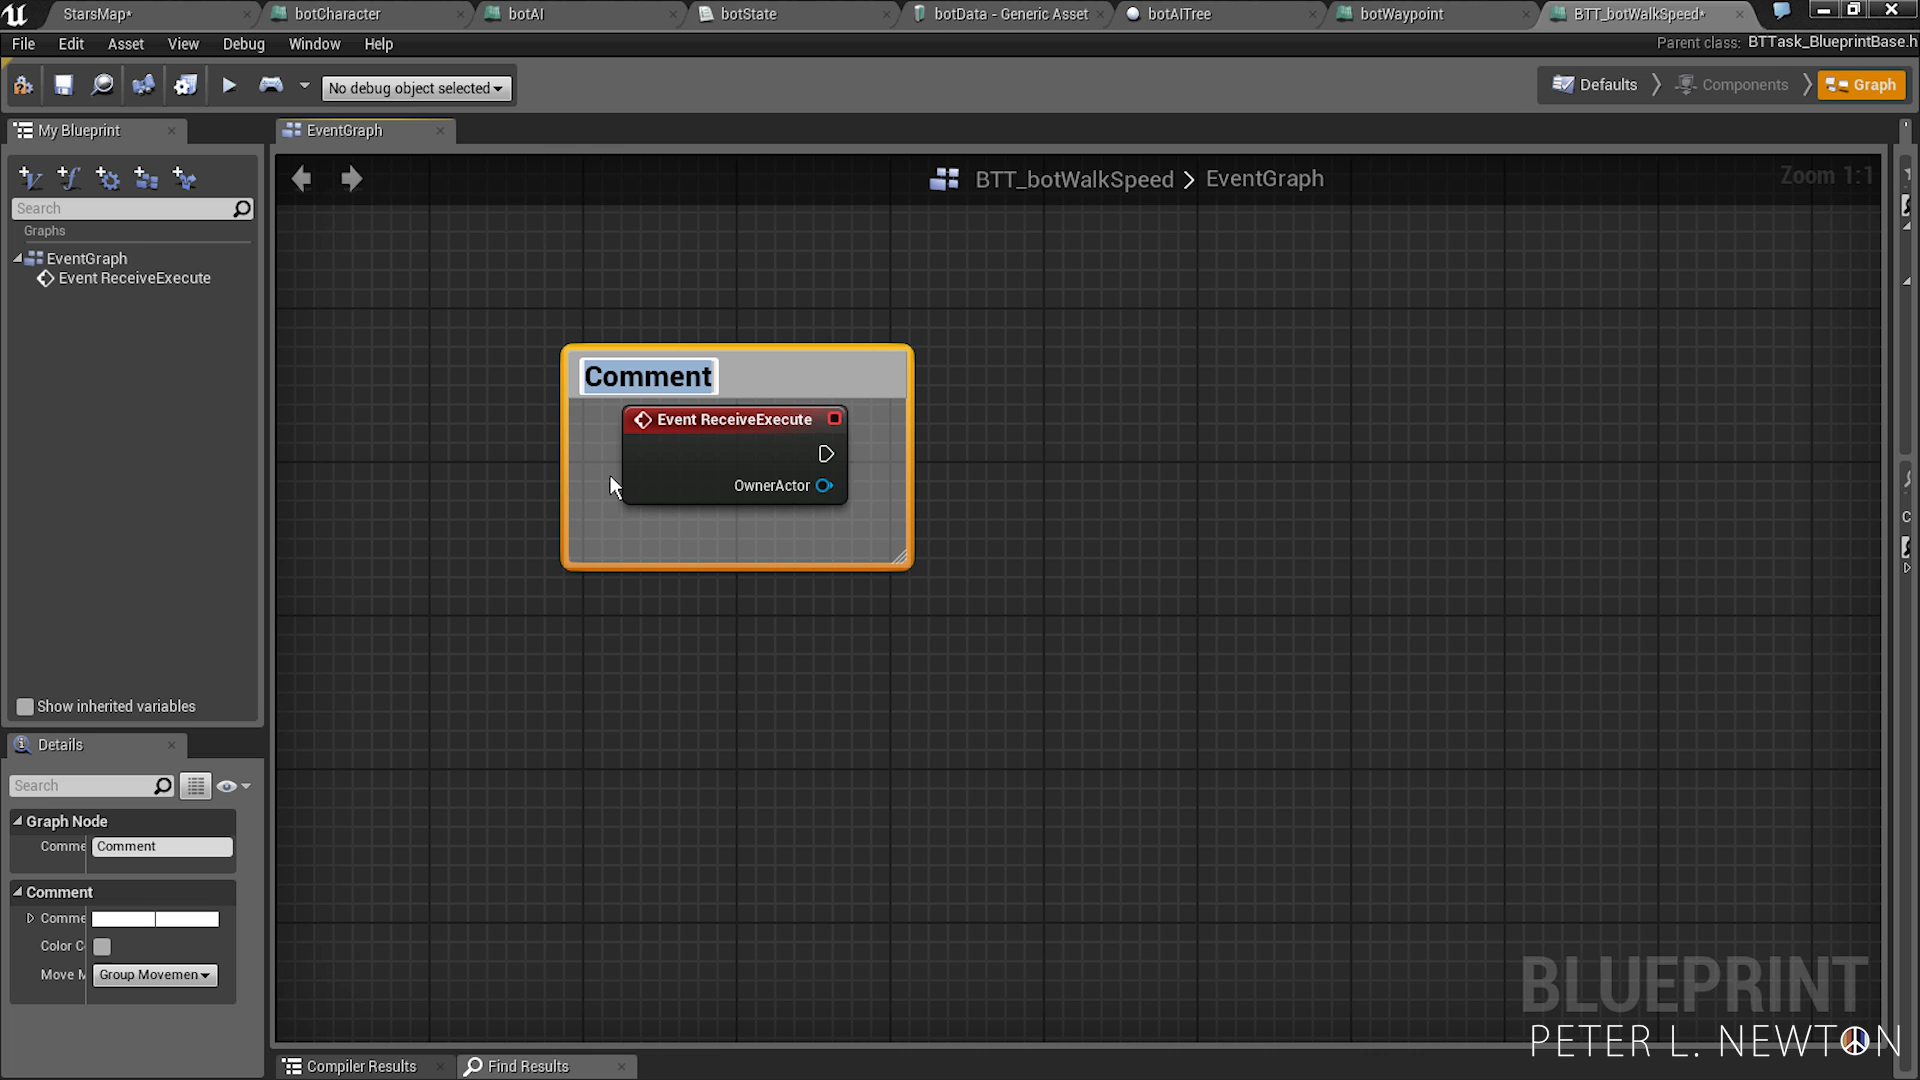 StarsMap*
botCharacter
botAI
botState
botData - Generic Asset
botAITree
botWaypoint
BTT_botWalkSpeed*
File Edit Asset View Debug Window Help
Parent class: BTTask_BlueprintBase.h
No debug object selected
Defaults
Components
Graph
My Blueprint
EventGraph
BTT_botWalkSpeed > EventGraph
Zoom 1:1
Search
Graphs
EventGraph
Event ReceiveExecute
Comment
Event ReceiveExecute
OwnerActor
Show inherited variables
Details
Search
Graph Node
Comme Comment
Comment
Comme
Color C
Move M Group Movemen
BLUEPRINT
PETER L. NEWTON
Compiler Results
Find Results